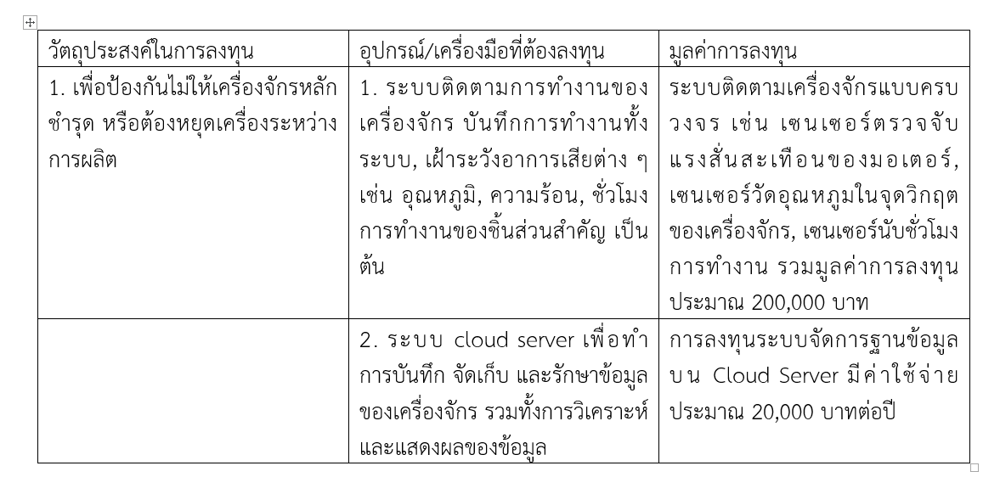 วัตถุประสงค์ในการลงทุน
อุปกรณ์/เครื่องมือที่ต้องลงทุน
มูลค่าการลงทุน
1. เพื่อป้องกันไม่ให้เครื่องจักรหลัก
ชำรุด หรือต้องหยุดเครื่องระหว่าง
การผลิต
1. ระบบติดตามการทำงานของ
เครื่องจักร บันทึกการทำงานทั้ง
ระบบ, เฝ้าระวังอาการเสียต่าง ๆ
เช่น อุณหภูมิ, ความร้อน, ชั่วโมง
การทำงานของชิ้นส่วนสำคัญ เป็น
ต้น
ระบบติดตามเครื่องจักรแบบครบ
วงจร เช่น เซนเซอร์ตรวจจับ
แรงสั่นสะเทือนของมอเตอร์,
เซนเซอร์วัดอุณหภูมในจุดวิกฤต
ของเครื่องจักร, เซนเซอร์นับชั่วโมง
การทำงาน รวมมูลค่าการลงทุน
ประมาณ 200,000 บาท
2. ระบบ cloud server เพื่อทำ
การบันทึก จัดเก็บ และรักษาข้อมูล
ของเครื่องจักร รวมทั้งการวิเคราะห์
และแสดงผลของข้อมูล
การลงทุนระบบจัดการฐานข้อมูล
บน Cloud Server มีค่าใช้จ่าย
ประมาณ 20,000 บาทต่อปี